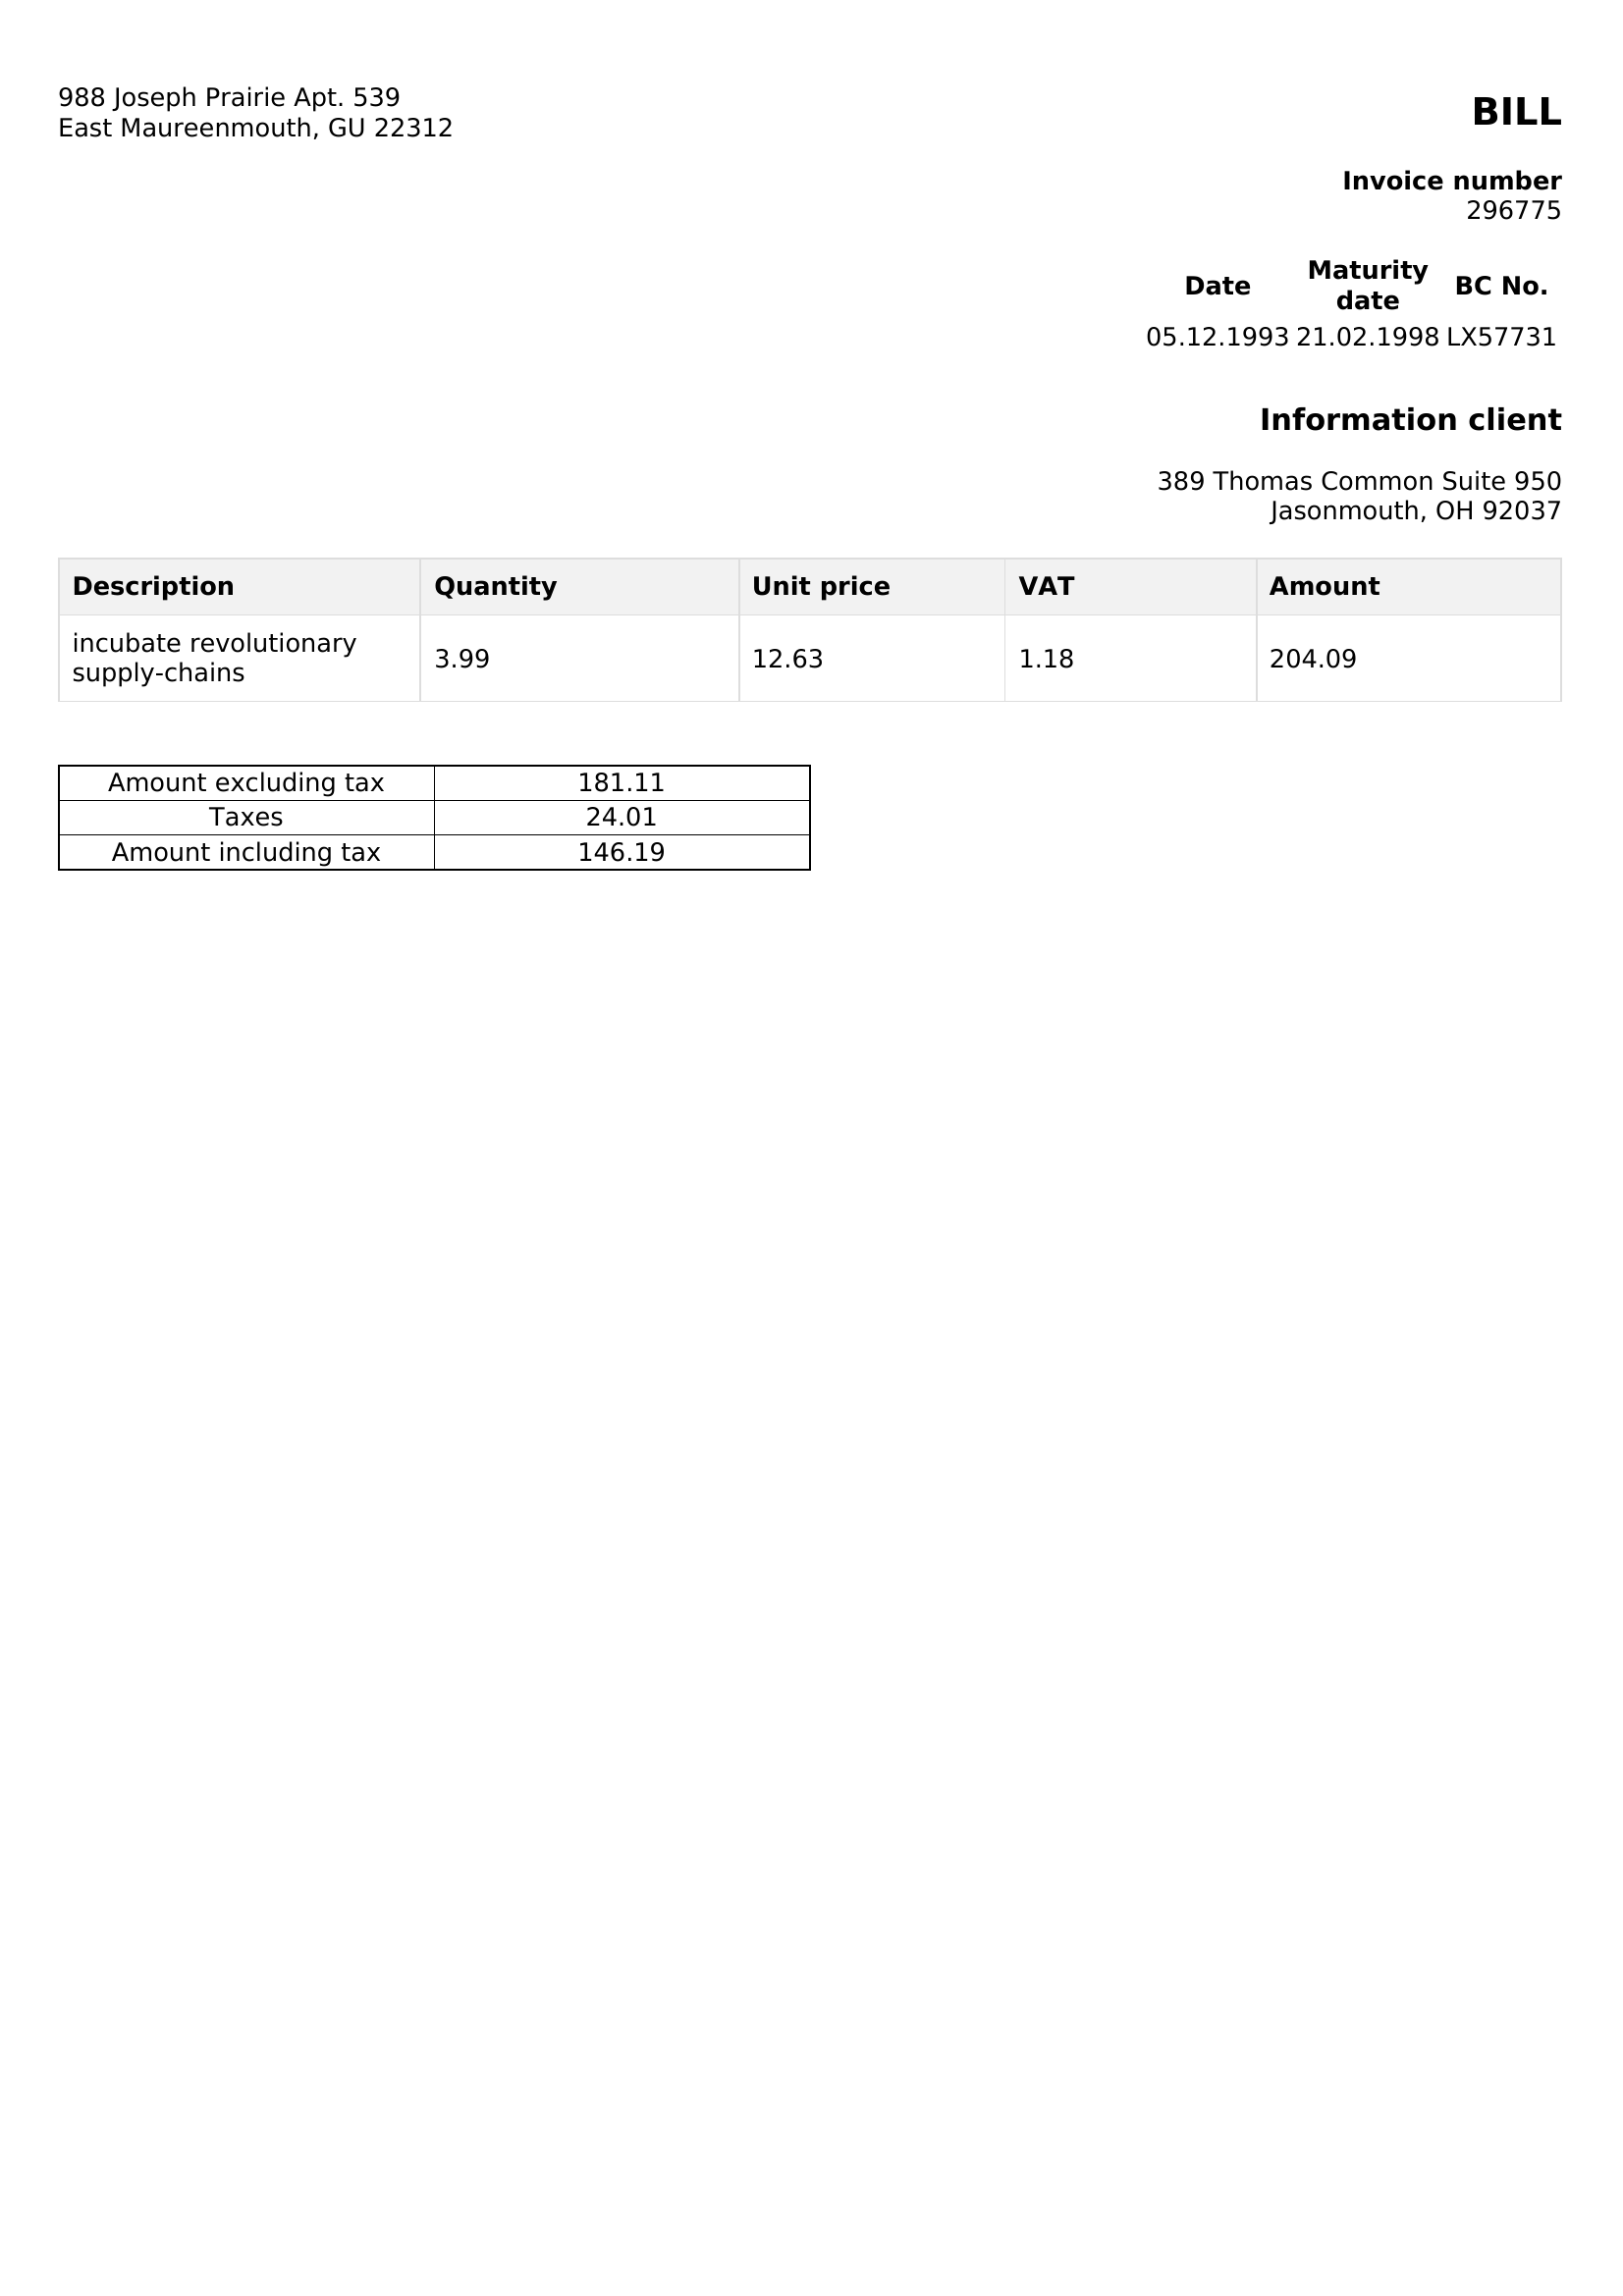 988 Joseph Prairie Apt. 539
East Maureenmouth, GU 22312
BILL
Invoice number
296775
Date Maturity date BC No.
05.12.1993 21.02.1998 LX57731
Information client
389 Thomas Common Suite 950
Jasonmouth, OH 92037
Description Quantity Unit price VAT Amount
incubate revolutionary
supply-chains 3.99 12.63 1.18 204.09
Amount excluding tax 181.11
Taxes 24.01
Amount including tax 146.19